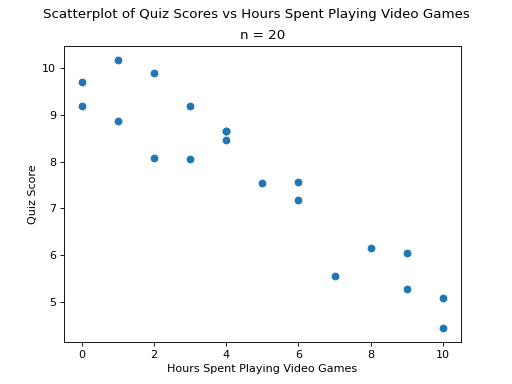 Scatterplot of Quiz Scores vs Hours Spent Playing Video Games
n = 20
10
9
8
7
6
5
Quiz Score
0 2 4 6 8 10
Hours Spent Playing Video Games